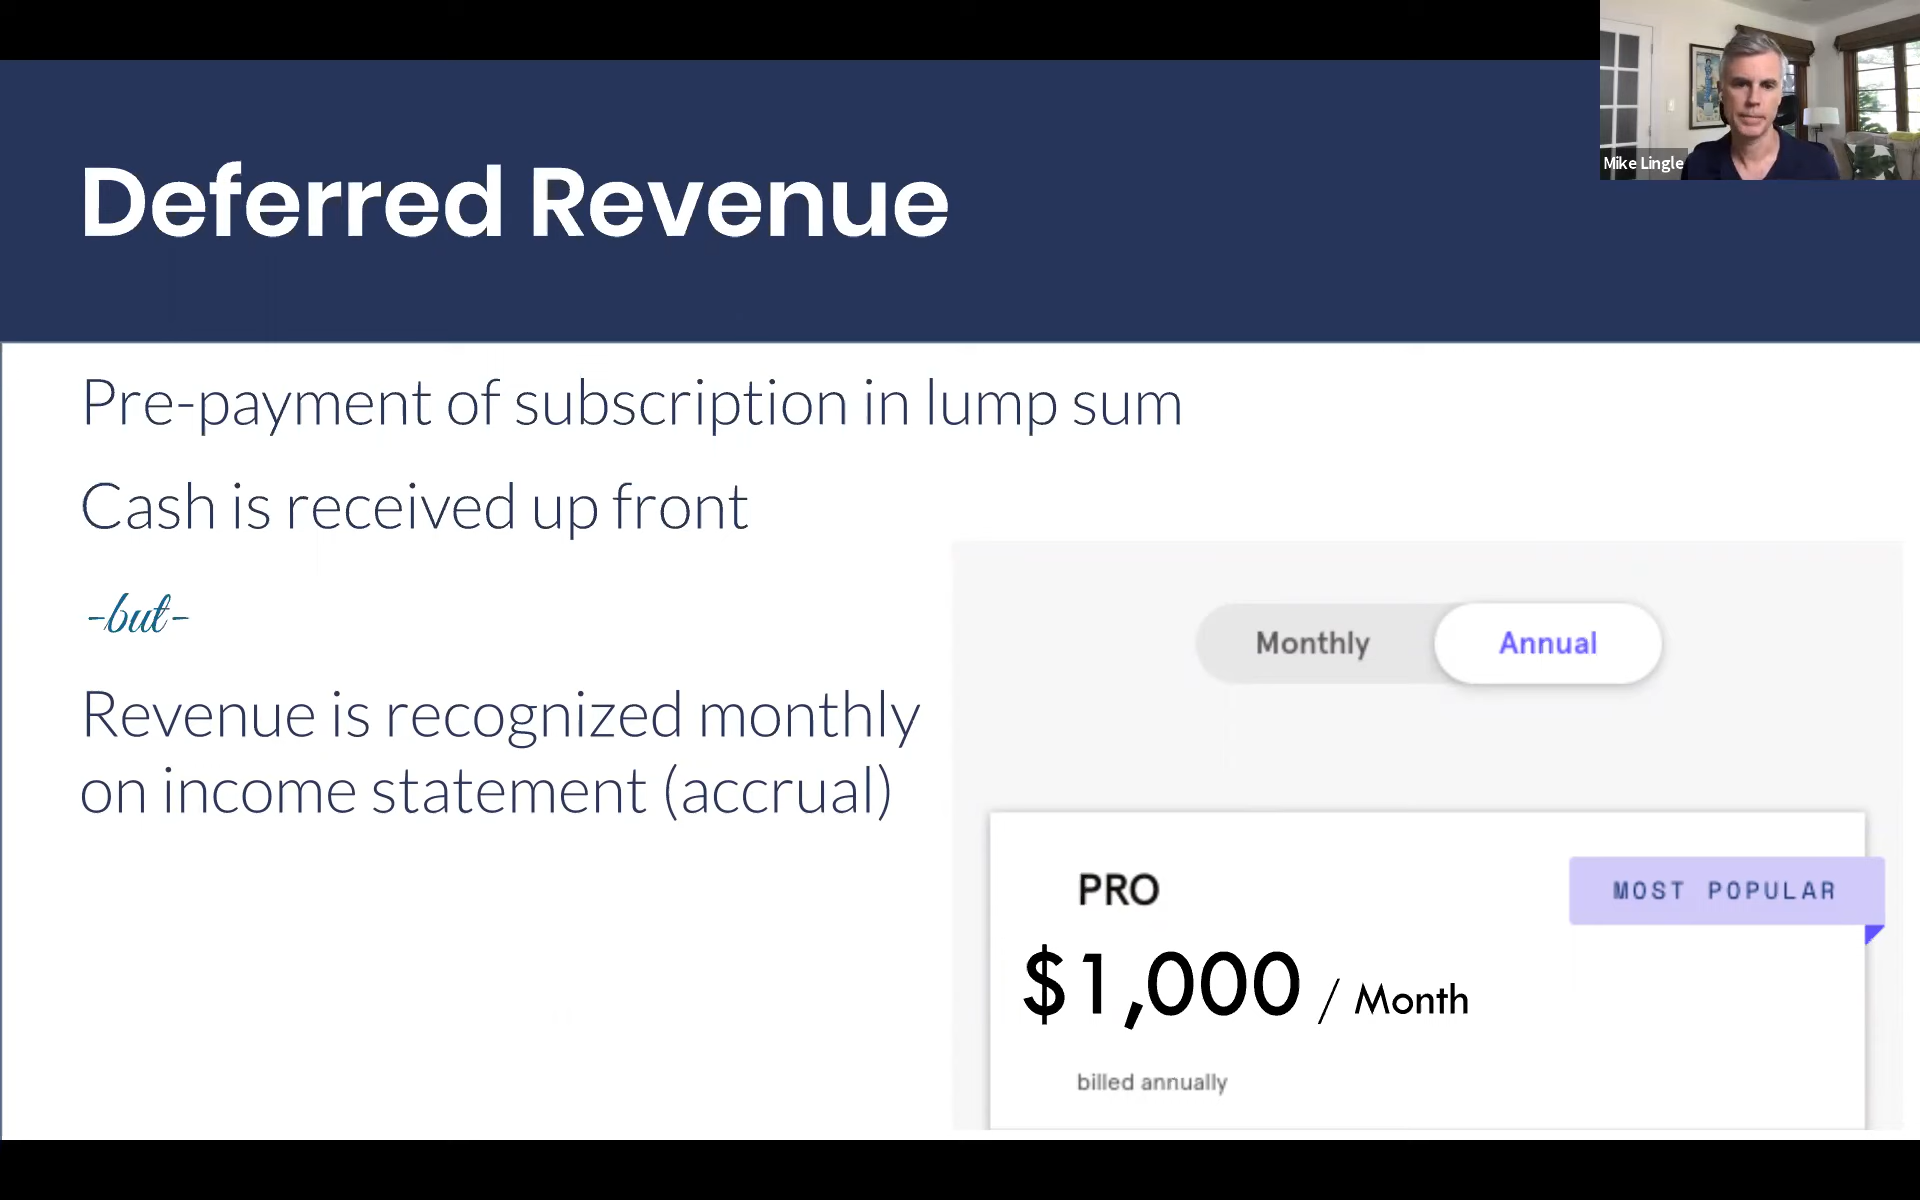 Mike Lingle
Deferred Revenue
Pre-payment of subscription in lump sum
Cash is received up front
-but-
Revenue is recognized monthly
on income statement (accrual)
Monthly
Annual
PRO
MOST POPULAR
$1,000 / Month
billed annually